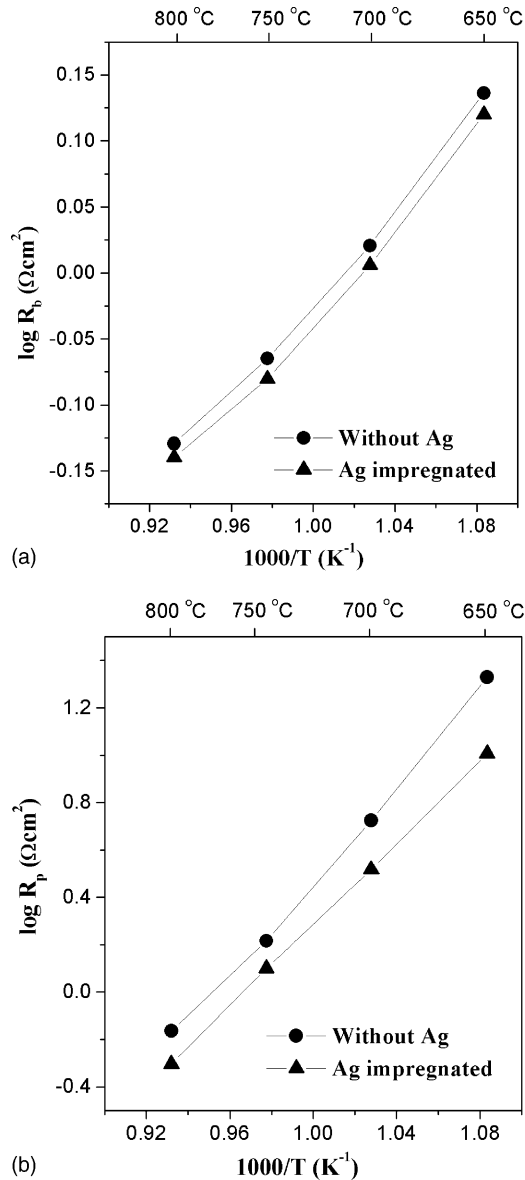 800 °C 750 °C 700 °C 650 °C
0.15
0.10
0.05
0.00
-0.05
-0.10
-0.15
log R_b (Ωcm²)
Without Ag
Ag impregnated
0.92 0.96 1.00 1.04 1.08
1000/T (K⁻¹)
(a)
800 °C 750 °C 700 °C 650 °C
1.2
0.8
0.4
0.0
-0.4
log R_p (Ωcm²)
Without Ag
Ag impregnated
0.92 0.96 1.00 1.04 1.08
1000/T (K⁻¹)
(b)